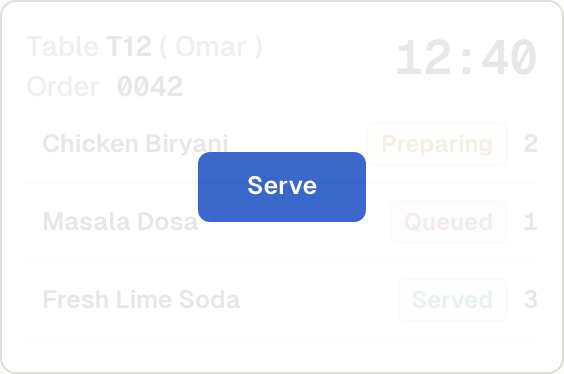 Table T12 ( Omar )
12:40
Order 0042
Chicken Biryani Preparing 2
Serve
Masala Dosa Queued 1
Fresh Lime Soda Served 3